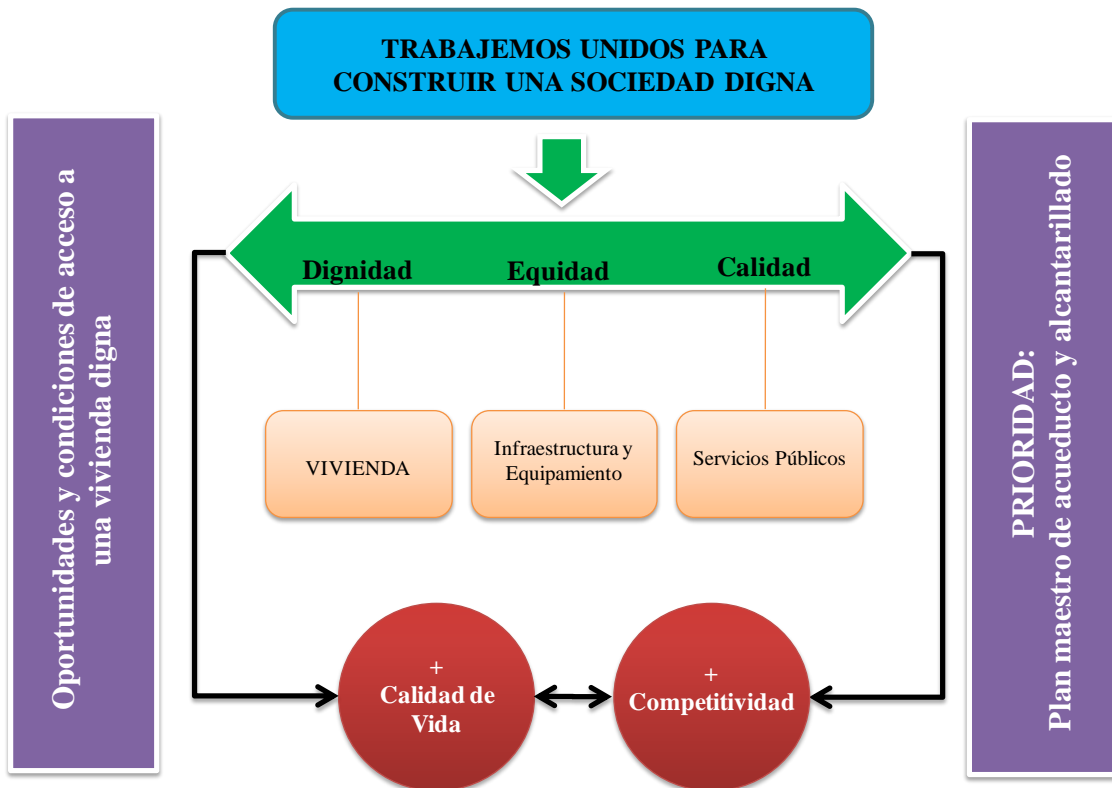 TRABAJEMOS UNIDOS PARA
CONSTRUIR UNA SOCIEDAD DIGNA
Oportunidades y condiciones de acceso a
una vivienda digna
Dignidad
Equidad
Calidad
VIVIENDA
Infraestructura y
Equipamiento
Servicios Públicos
+
Calidad de
Vida
+
Competitividad
PRIORIDAD:
Plan maestro de acueducto y alcantarillado